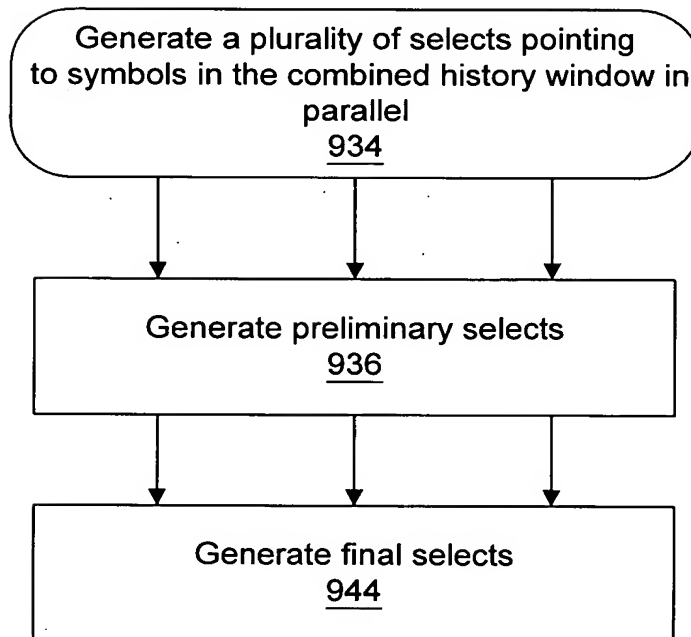 Generate a plurality of selects pointing
to symbols in the combined history window in
parallel
934
Generate preliminary selects
936
Generate final selects
944